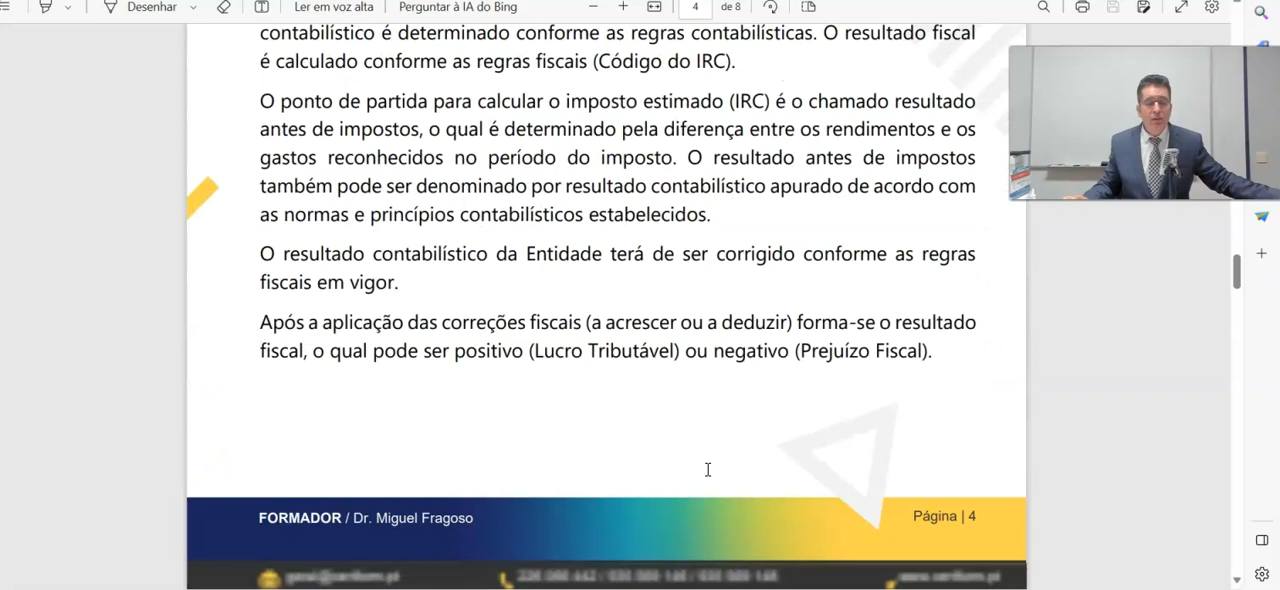 Desenhar
Ler em voz alta
Perguntar à IA do Bing
4
de 8
contabilístico é determinado conforme as regras contabilísticas. O resultado fiscal
é calculado conforme as regras fiscais (Código do IRC).
O ponto de partida para calcular o imposto estimado (IRC) é o chamado resultado
antes de impostos, o qual é determinado pela diferença entre os rendimentos e os
gastos reconhecidos no período do imposto. O resultado antes de impostos
também pode ser denominado por resultado contabilístico apurado de acordo com
as normas e princípios contabilísticos estabelecidos.
O resultado contabilístico da Entidade terá de ser corrigido conforme as regras
fiscais em vigor.
Após a aplicação das correções fiscais (a acrescer ou a deduzir) forma-se o resultado
fiscal, o qual pode ser positivo (Lucro Tributável) ou negativo (Prejuízo Fiscal).
FORMADOR / Dr. Miguel Fragoso
Página | 4